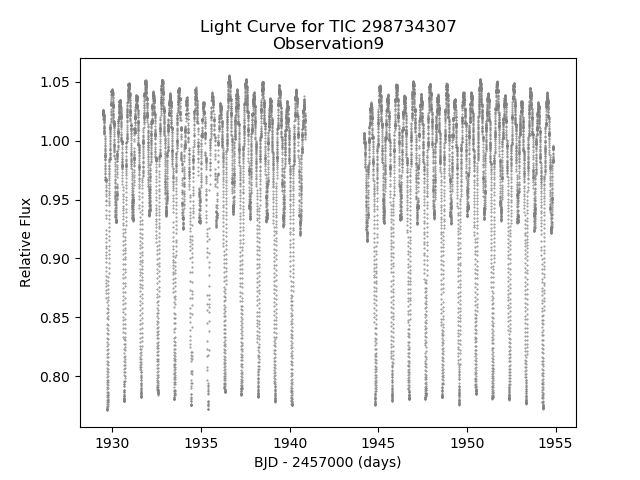 Light Curve for TIC 298734307
Observation9
1.05
1.00
0.95
0.90
0.85
0.80
Relative Flux
1930 1935 1940 1945 1950 1955
BJD - 2457000 (days)